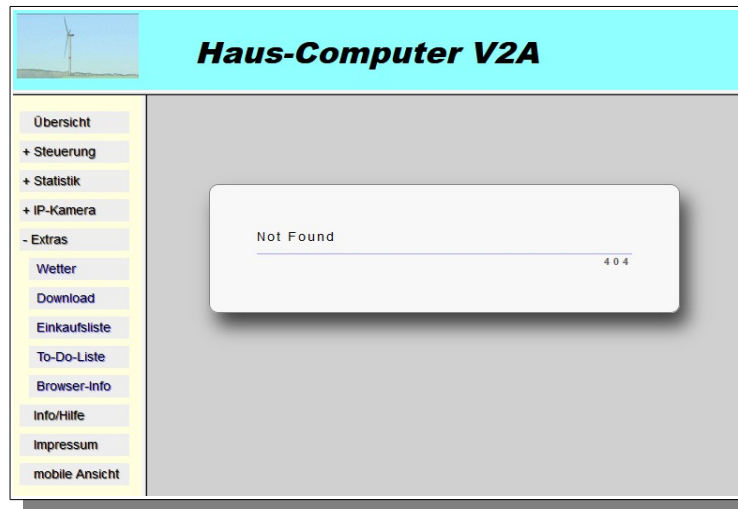 Haus-Computer V2A
Übersicht
+ Steuerung
+ Statistik
+ IP-Kamera
- Extras
Wetter
Download
Einkaufsliste
To-Do-Liste
Browser-Info
Info/Hilfe
Impressum
mobile Ansicht
Not Found
404